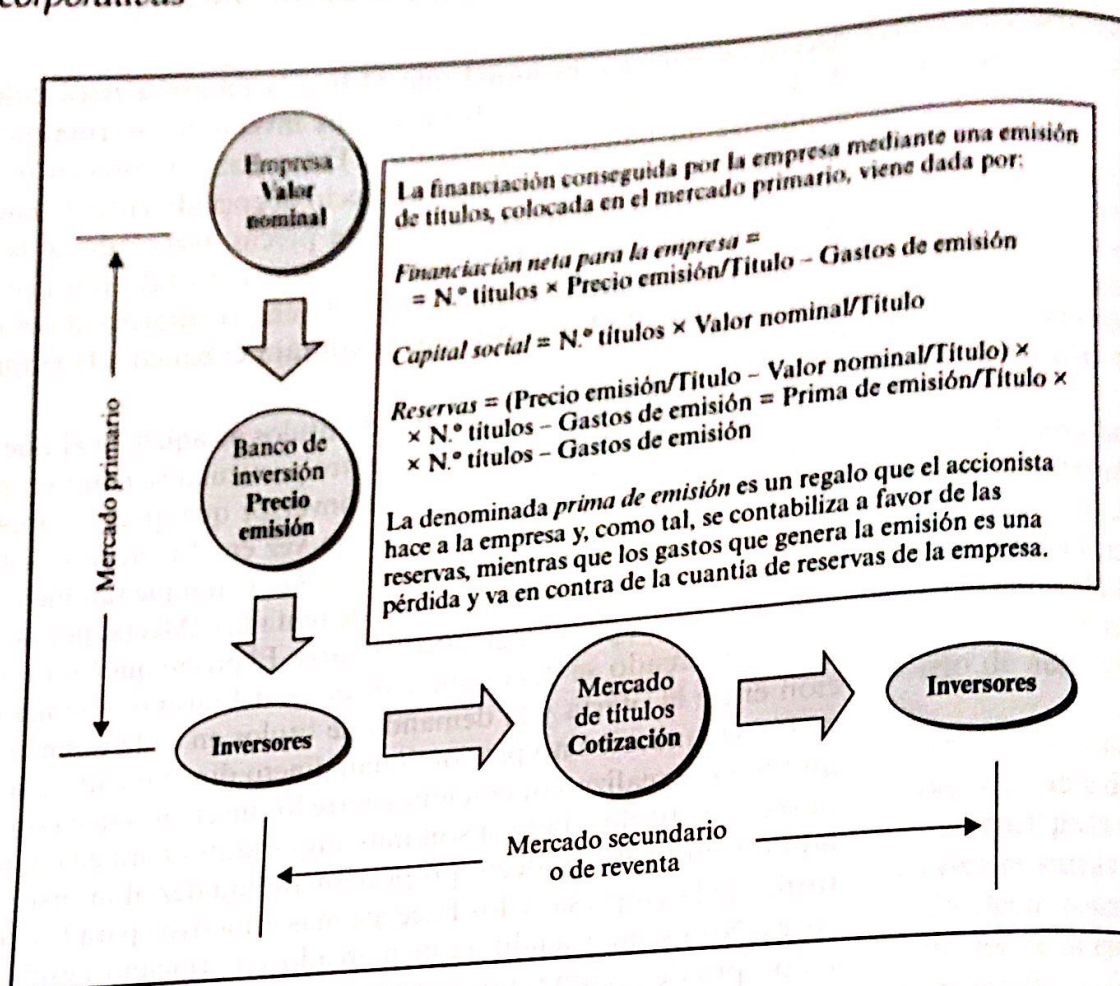 corporativas
Empresa
Valor
nominal
La financiación conseguida por la empresa mediante una emisión
de títulos, colocada en el mercado primario, viene dada por:
Financiación neta para la empresa =
= N.º títulos × Precio emisión/Título – Gastos de emisión
Capital social = N.º títulos × Valor nominal/Título
Reservas = (Precio emisión/Título – Valor nominal/Título) ×
× N.º títulos – Gastos de emisión = Prima de emisión/Título ×
× N.º títulos – Gastos de emisión
La denominada prima de emisión es un regalo que el accionista
hace a la empresa y, como tal, se contabiliza a favor de las
reservas, mientras que los gastos que genera la emisión es una
pérdida y va en contra de la cuantía de reservas de la empresa.
Mercado primario
Banco de
inversión
Precio
emisión
Inversores
Mercado
de títulos
Cotización
Inversores
Mercado secundario
o de reventa